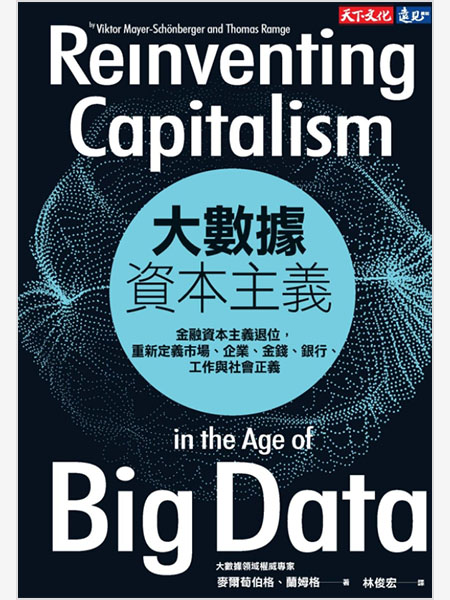 天下文化 遠見
by Viktor Mayer-Schönberger and Thomas Ramge
Reinventing
Capitalism
大數據
資本主義
金融資本主義退位，
重新定義市場、企業、金錢、銀行、
工作與社會正義
in the Age of
Big Data
大數據領域權威專家
麥爾荀伯格、蘭姆格——著 林俊宏——譯